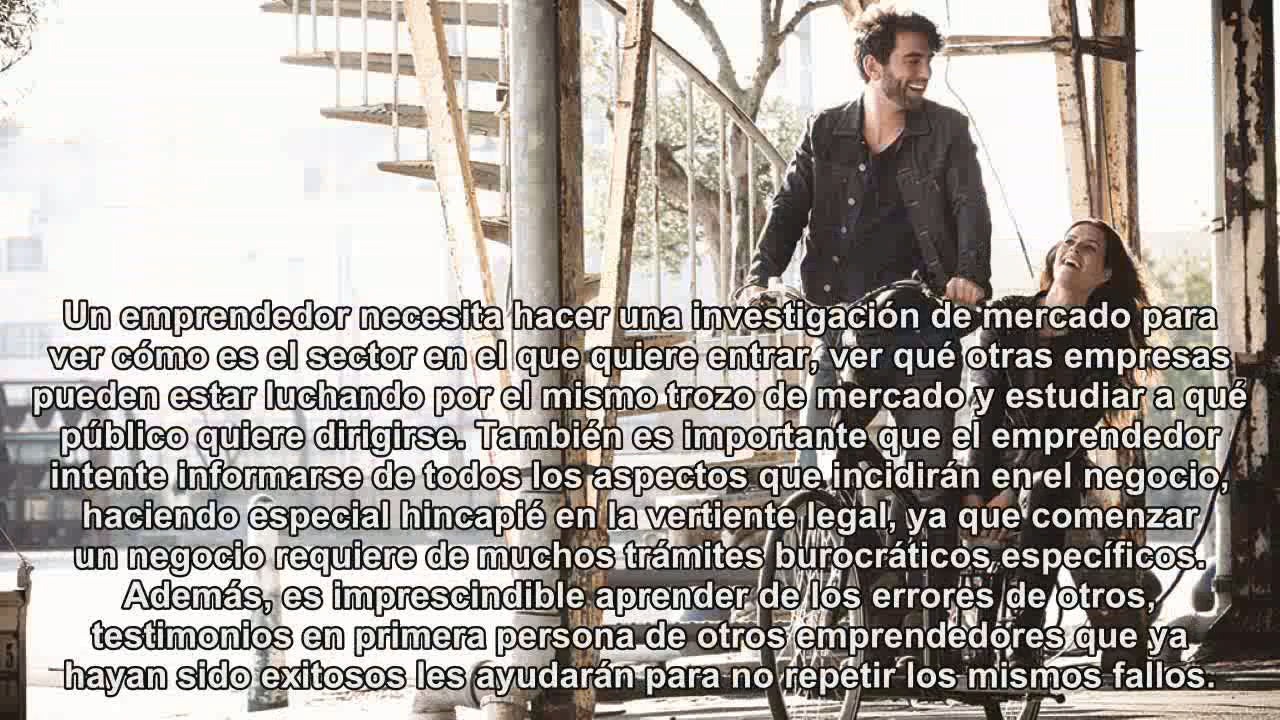 Un emprendedor necesita hacer una investigación de mercado para
ver cómo es el sector en el que quiere entrar, ver qué otras empresas
pueden estar luchando por el mismo trozo de mercado y estudiar a qué
público quiere dirigirse. También es importante que el emprendedor
intente informarse de todos los aspectos que incidirán en el negocio,
haciendo especial hincapié en la vertiente legal, ya que comenzar
un negocio requiere de muchos trámites burocráticos específicos.
Además, es imprescindible aprender de los errores de otros,
testimonios en primera persona de otros emprendedores que ya
hayan sido exitosos les ayudarán para no repetir los mismos fallos.